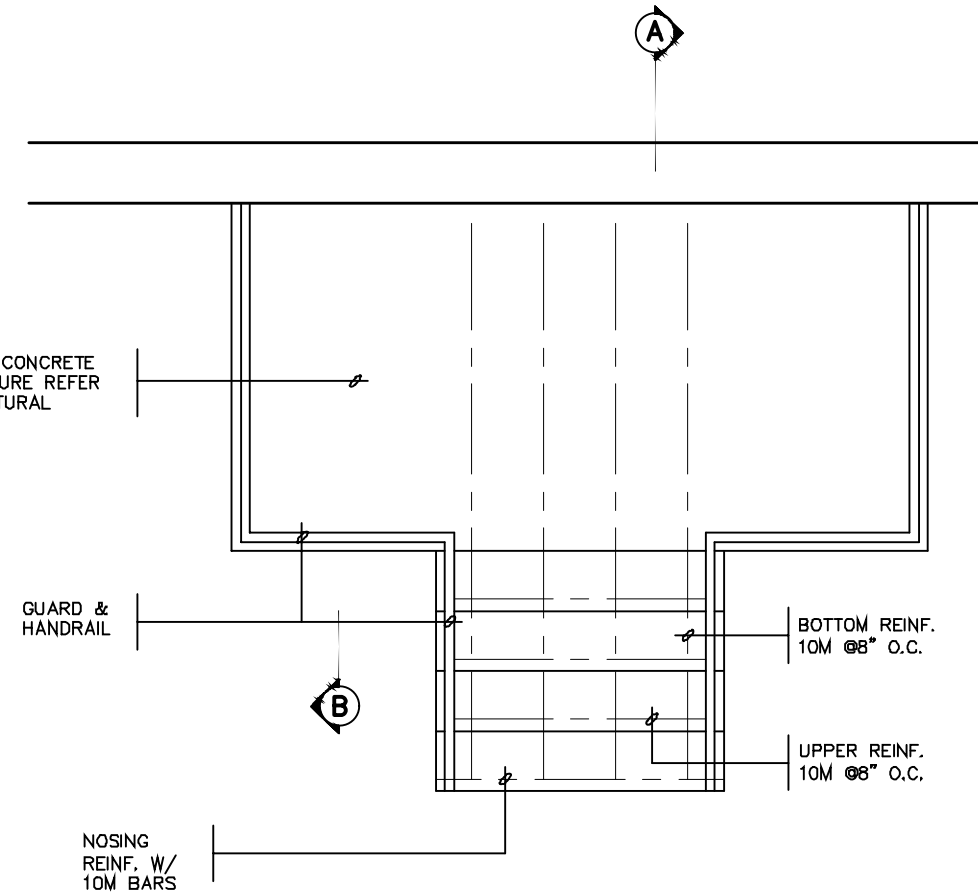 A
CONCRETE
URE REFER
TURAL
GUARD &
HANDRAIL
BOTTOM REINF.
10M @8" O.C.
B
UPPER REINF.
10M @8" O.C.
NOSING
REINF. W/
10M BARS